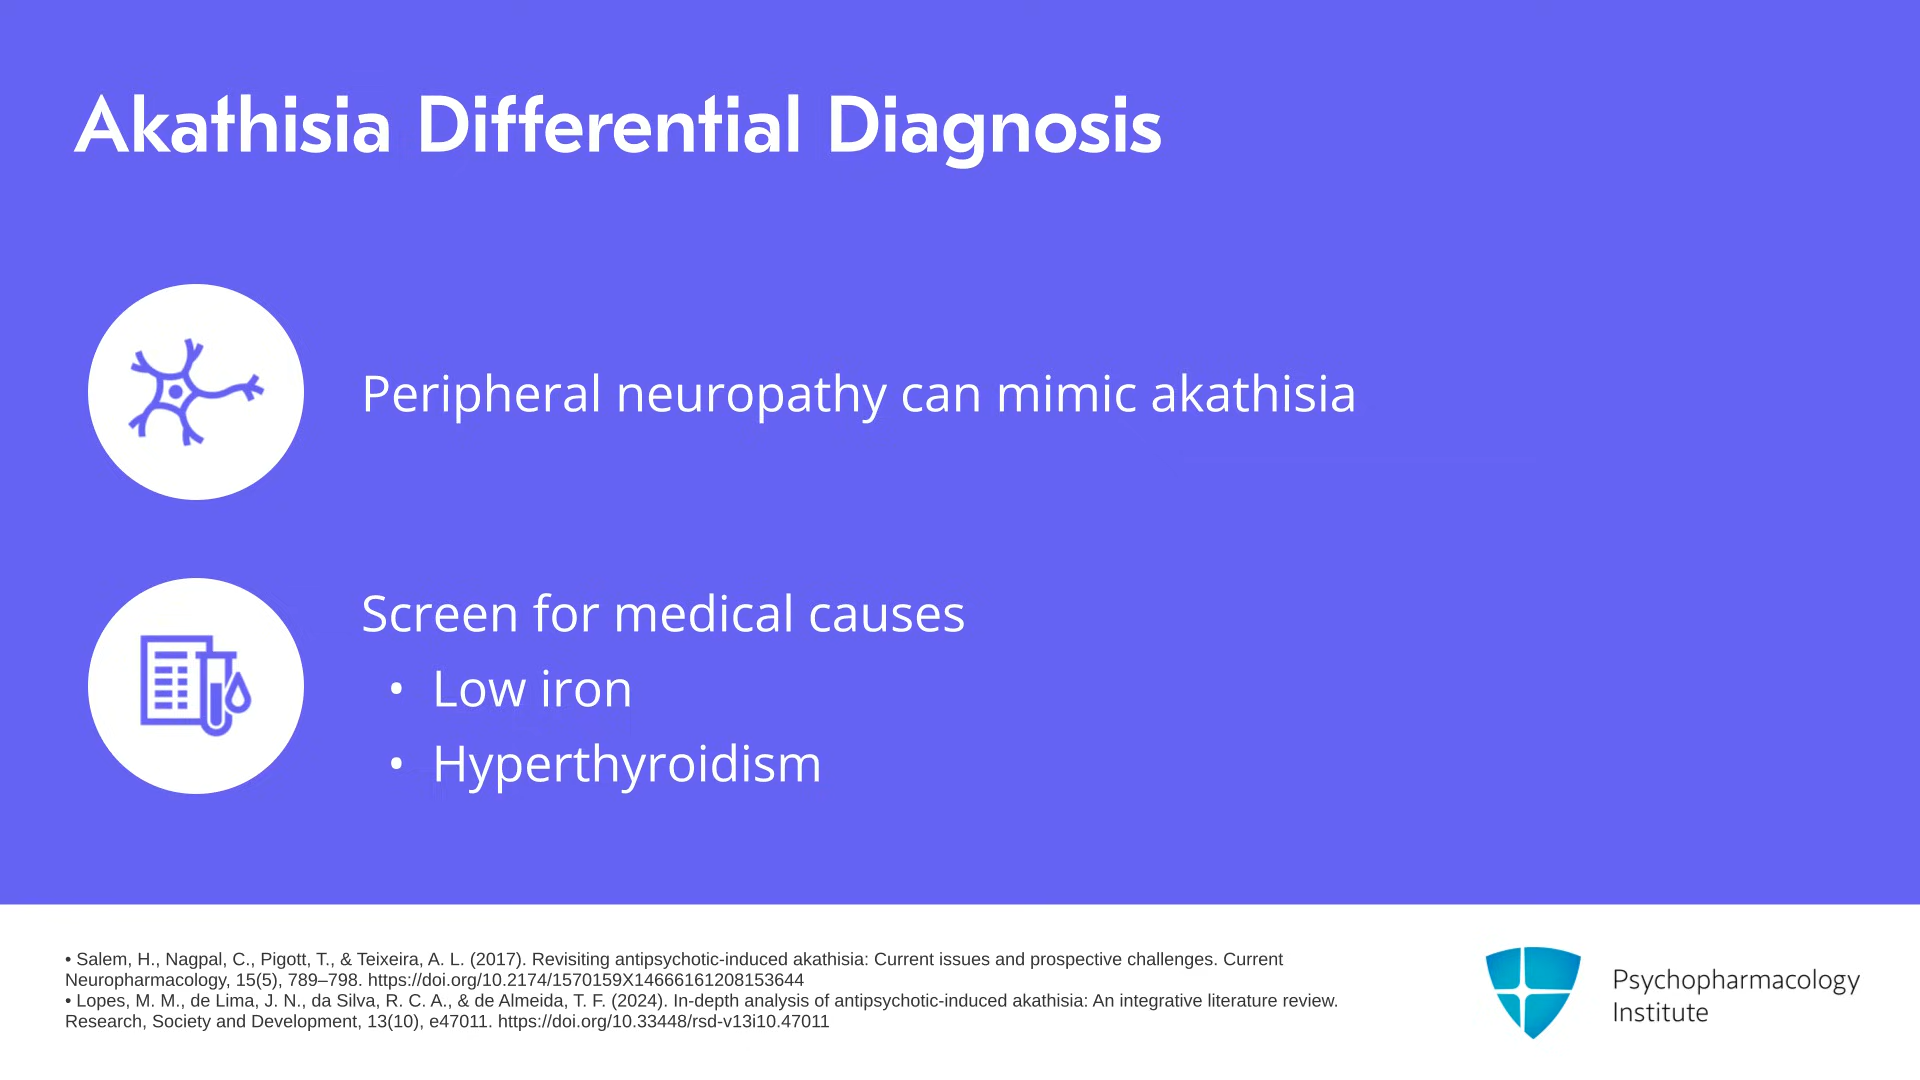 Akathisia Differential Diagnosis
Peripheral neuropathy can mimic akathisia
Screen for medical causes
• Low iron
• Hyperthyroidism
• Salem, H., Nagpal, C., Pigott, T., & Teixeira, A. L. (2017). Revisiting antipsychotic-induced akathisia: Current issues and prospective challenges. Current
Neuropharmacology, 15(5), 789–798. https://doi.org/10.2174/1570159X14666161208153644
• Lopes, M. M., de Lima, J. N., da Silva, R. C. A., & de Almeida, T. F. (2024). In-depth analysis of antipsychotic-induced akathisia: An integrative literature review.
Research, Society and Development, 13(10), e47011. https://doi.org/10.33448/rsd-v13i10.47011
Psychopharmacology
Institute